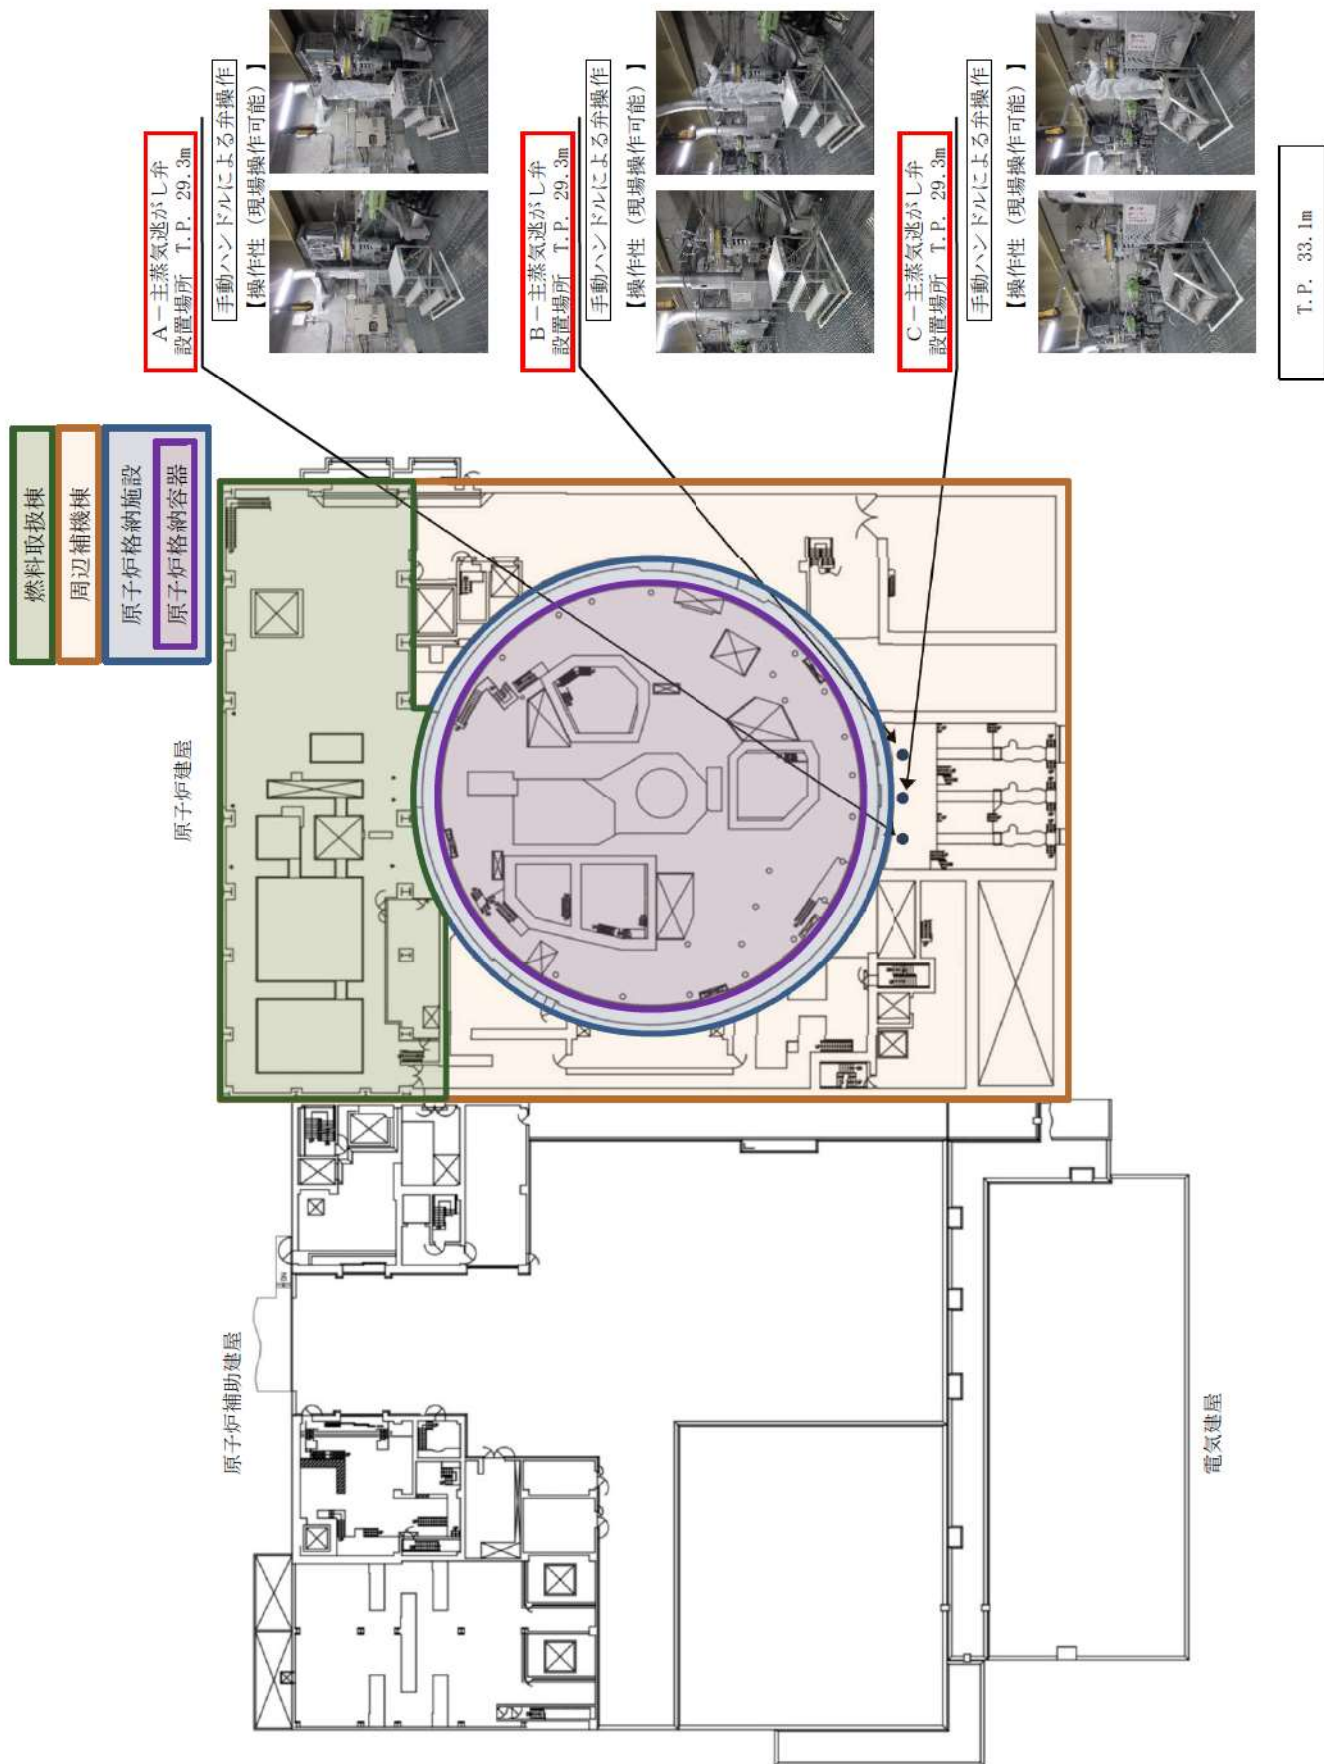 燃料取扱棟
周辺補機棟
原子炉格納施設
原子炉格納容器
原子炉建屋
原子炉補助建屋
電気建屋
A－主蒸気逃がし弁
設置場所 T.P. 29.3m
手動ハンドルによる弁操作
【操作性（現場操作可能）】
B－主蒸気逃がし弁
設置場所 T.P. 29.3m
手動ハンドルによる弁操作
【操作性（現場操作可能）】
C－主蒸気逃がし弁
設置場所 T.P. 29.3m
手動ハンドルによる弁操作
【操作性（現場操作可能）】
T.P. 33.1m